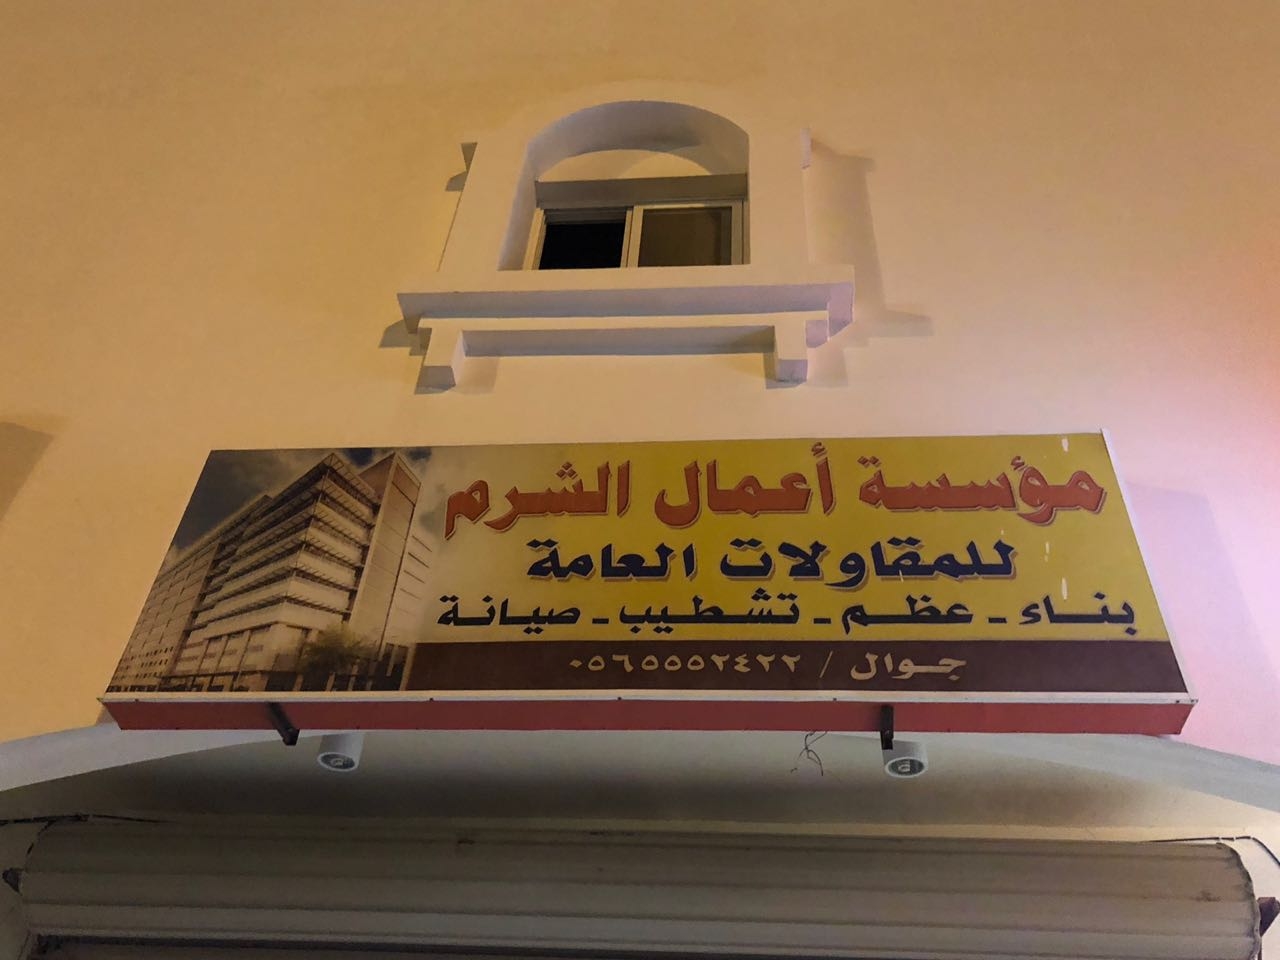 مؤسسة أعمال الشرم
للمقاولات العامة
بناء - عظم - تشطيب - صيانة
جوال / ٠٥٦٥٥٥٢٤٢٢